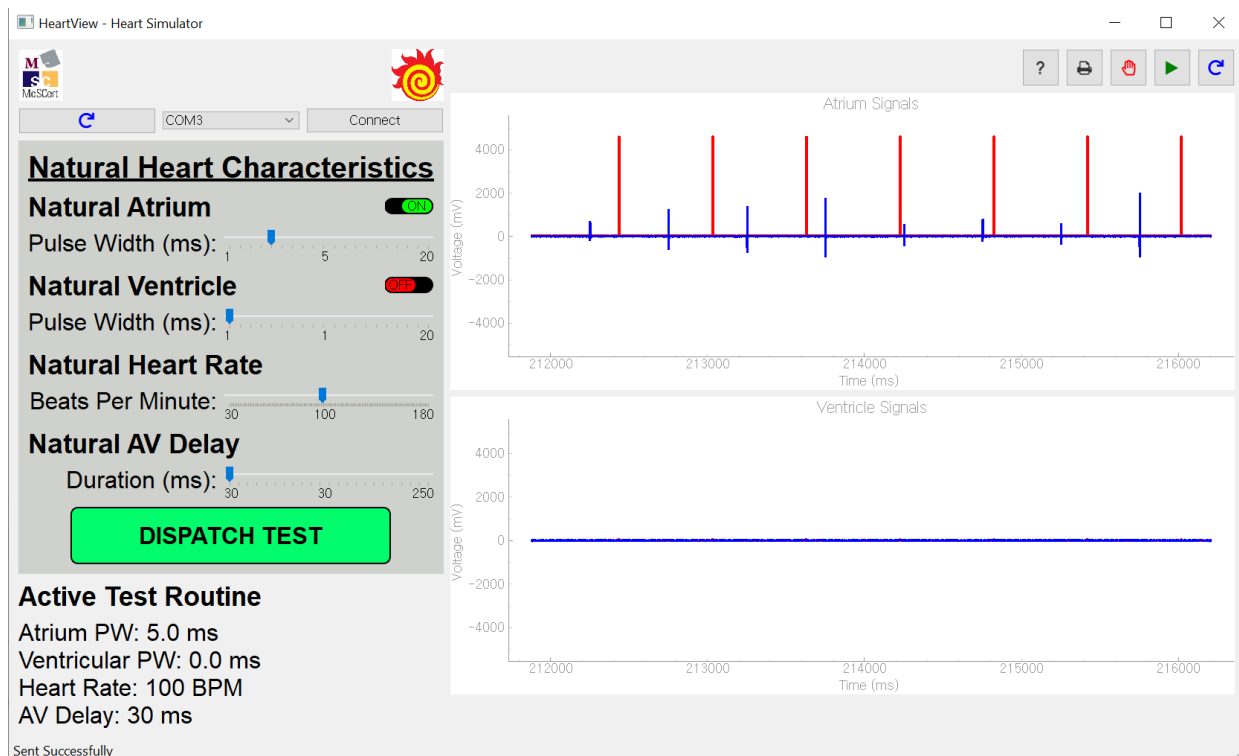 HeartView - Heart Simulator
M
SC
McSCert
?
COM3
Connect
Natural Heart Characteristics
Natural Atrium
ON
Pulse Width (ms):
1 5 20
Natural Ventricle
OFF
Pulse Width (ms):
1 1 20
Natural Heart Rate
Beats Per Minute:
30 100 180
Natural AV Delay
Duration (ms):
30 30 250
DISPATCH TEST
Active Test Routine
Atrium PW: 5.0 ms
Ventricular PW: 0.0 ms
Heart Rate: 100 BPM
AV Delay: 30 ms
Sent Successfully
Atrium Signals
Voltage (mV)
4000
2000
0
−2000
−4000
212000 213000 214000 215000 216000
Time (ms)
Ventricle Signals
Voltage (mV)
4000
2000
0
−2000
−4000
212000 213000 214000 215000 216000
Time (ms)